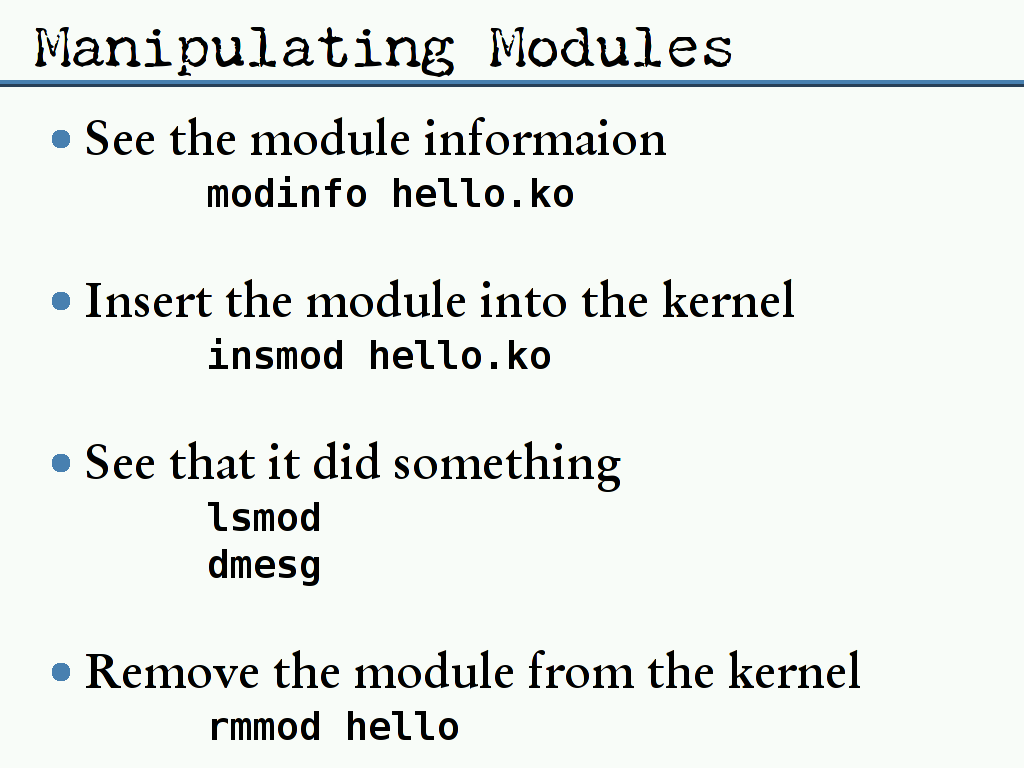 Manipulating Modules
See the module informaion
modinfo hello.ko
Insert the module into the kernel
insmod hello.ko
See that it did something
lsmod
dmesg
Remove the module from the kernel
rmmod hello